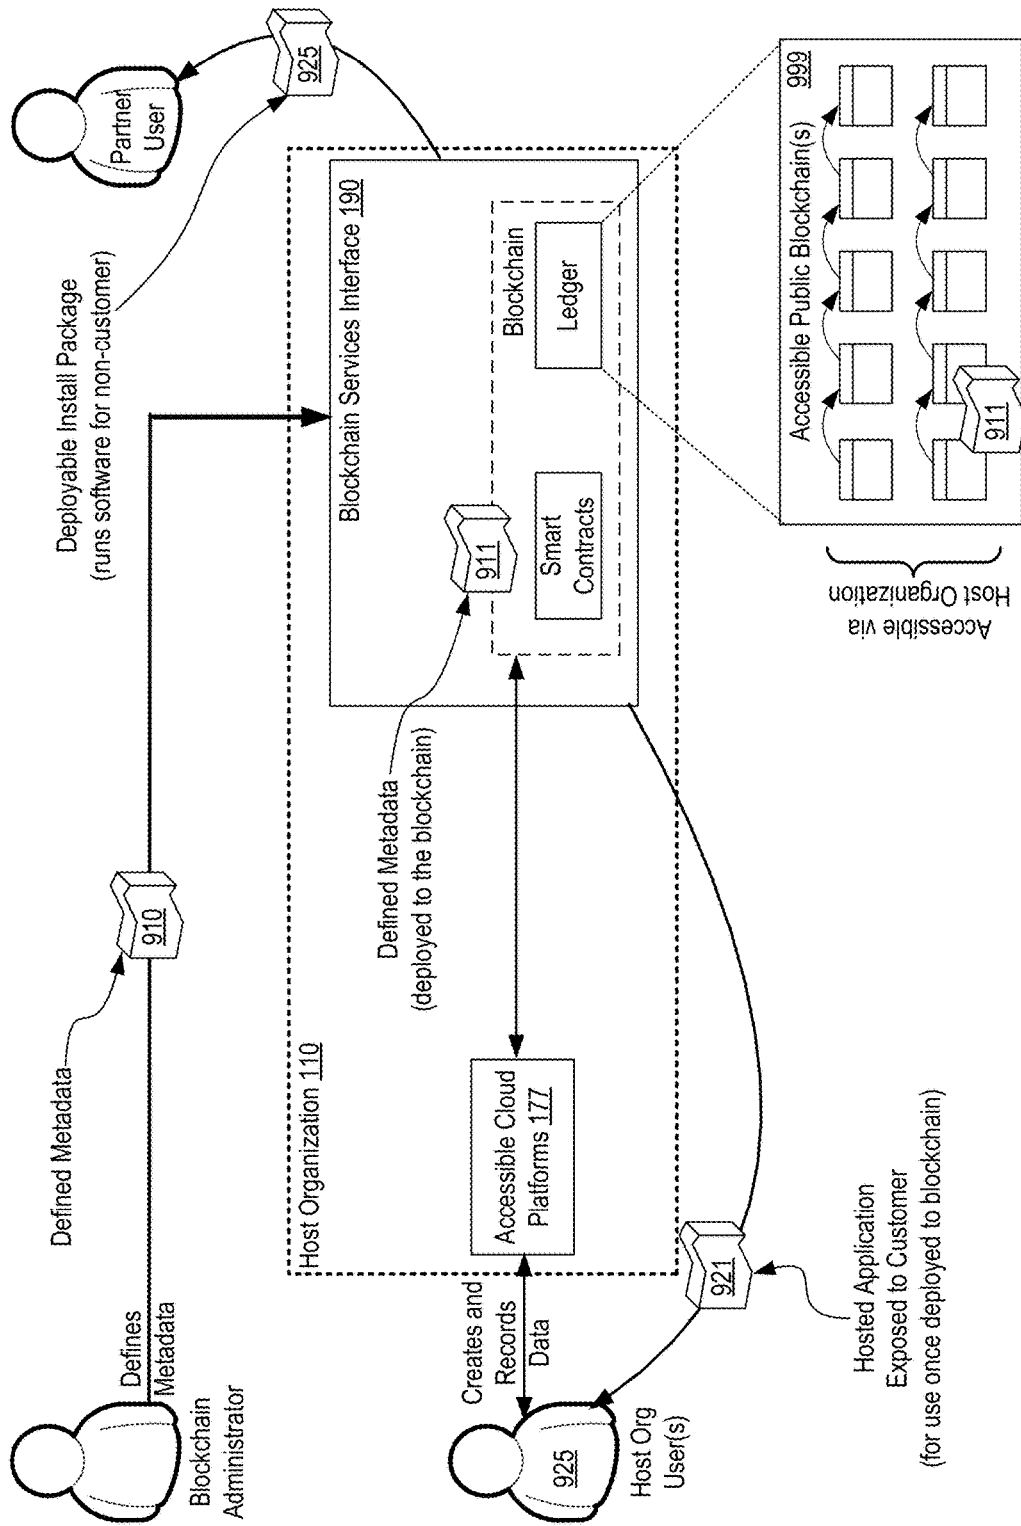 Blockchain
Administrator
Defines
Metadata
Defined Metadata
910
Deployable Install Package
(runs software for non-customer)
Partner
User
925
Host Organization 110
Blockchain Services Interface 190
Defined Metadata
(deployed to the blockchain)
911
Blockchain
Smart
Contracts
Ledger
Accessible Cloud
Platforms 177
Creates and
Records
Data
925
Host Org
User(s)
921
Hosted Application
Exposed to Customer
(for use once deployed to blockchain)
Accessible via
Host Organization
Accessible Public Blockchain(s)
999
911